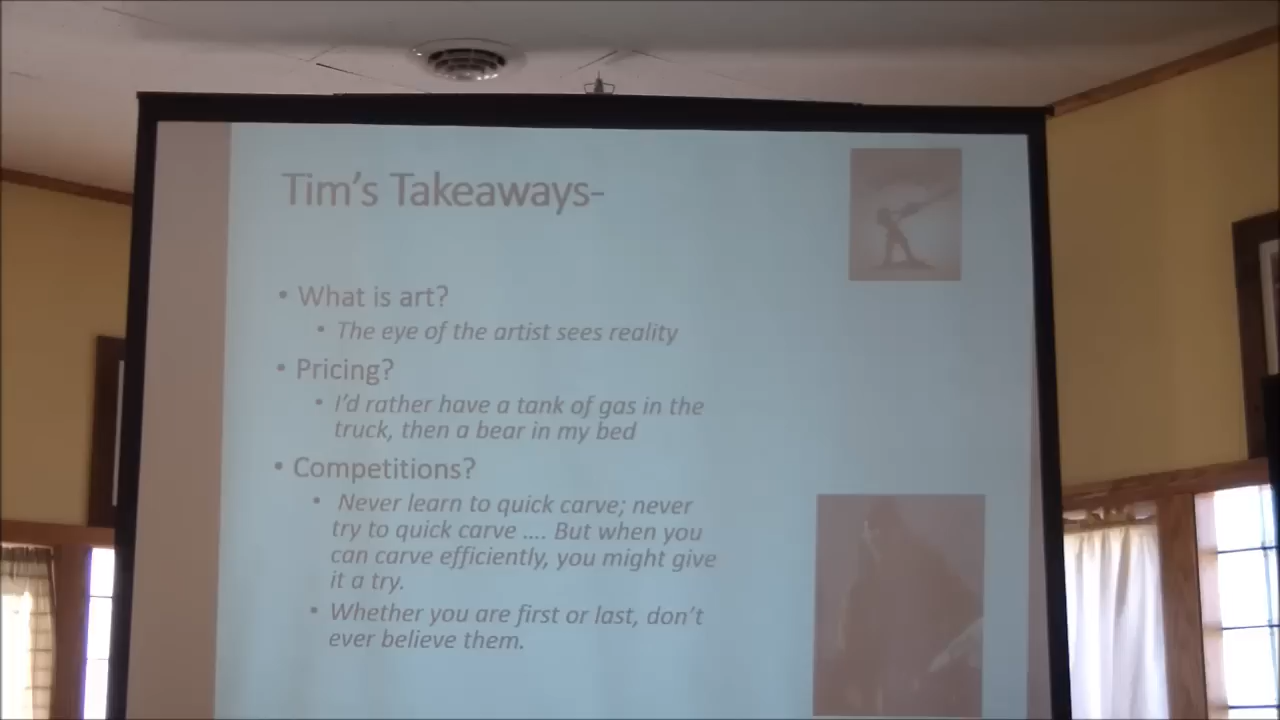 Tim's Takeaways-
• What is art?
• The eye of the artist sees reality
• Pricing?
• I'd rather have a tank of gas in the
truck, then a bear in my bed
• Competitions?
• Never learn to quick carve; never
try to quick carve .... But when you
can carve efficiently, you might give
it a try.
• Whether you are first or last, don't
ever believe them.